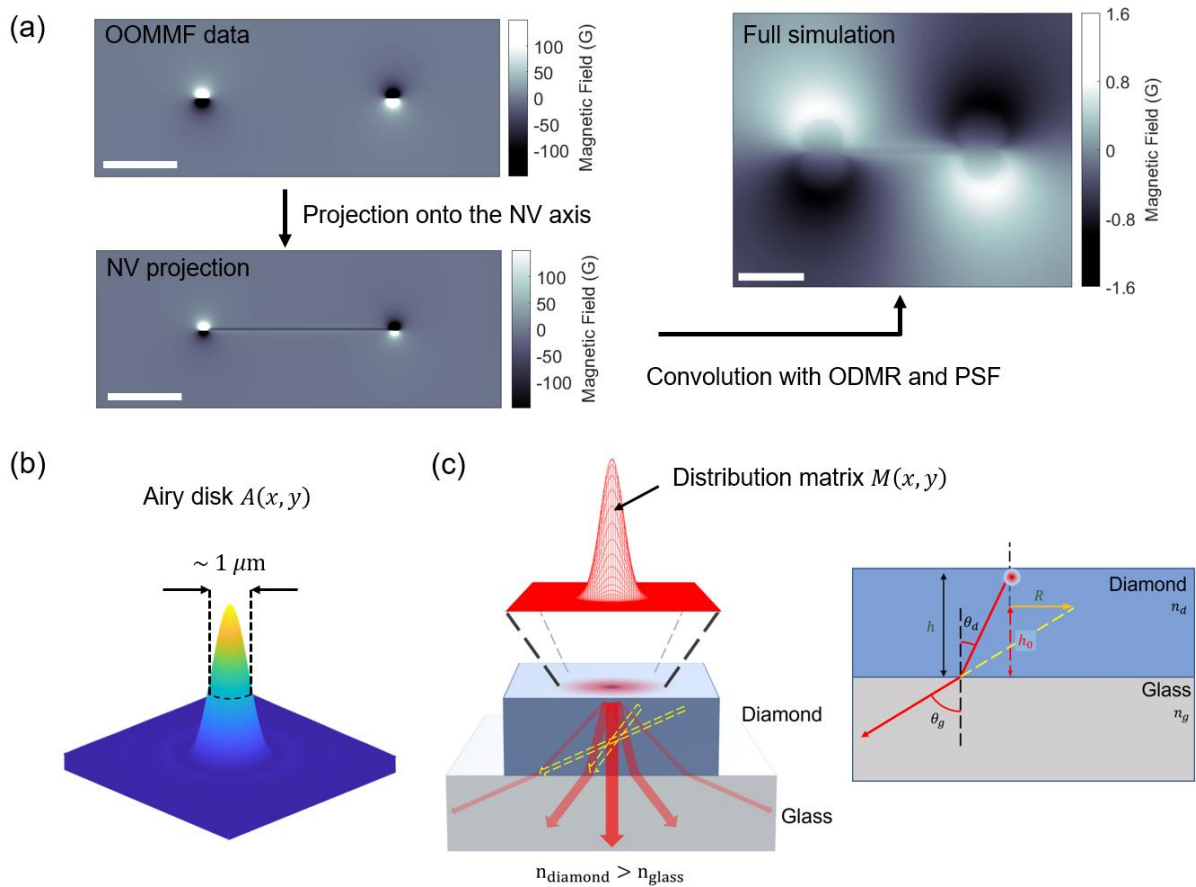 (a)
OOMMF data
100
50
0
-50
-100
Magnetic Field (G)
Projection onto the NV axis
NV projection
100
50
0
-50
-100
Magnetic Field (G)
Full simulation
1.6
0.8
0
-0.8
-1.6
Magnetic Field (G)
Convolution with ODMR and PSF
(b)
Airy disk A(x, y)
~ 1 μm
(c)
Distribution matrix M(x, y)
Diamond
Glass
n_diamond > n_glass
Diamond
n_d
R
h
θ_d
h_0
Glass
n_g
θ_g